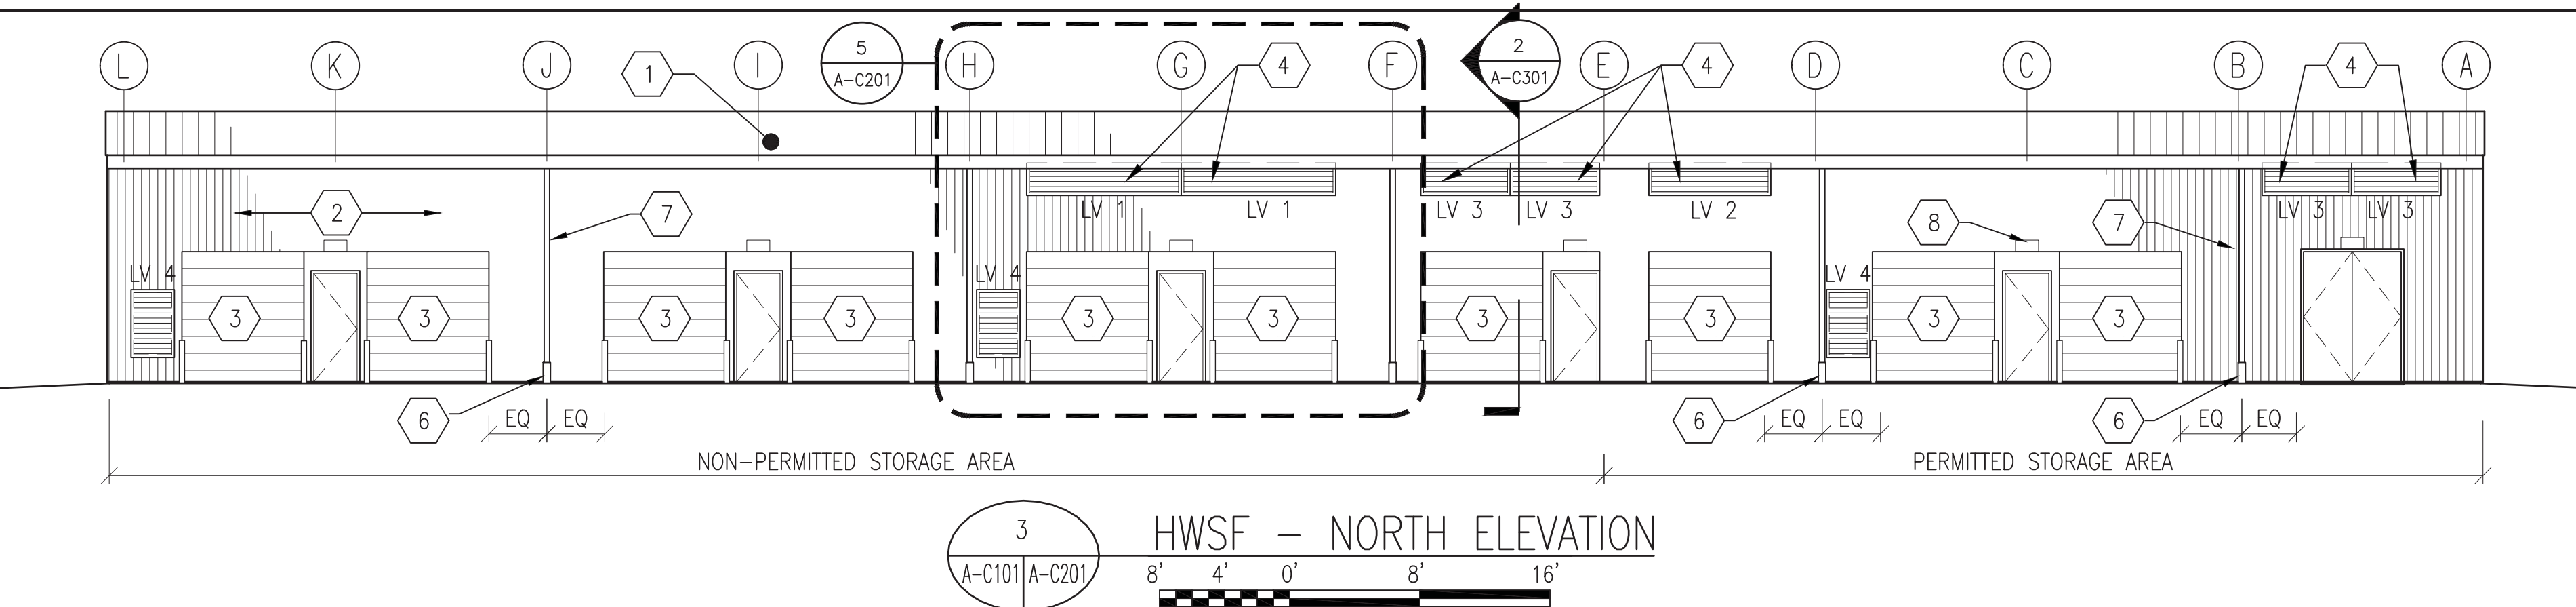 5
A-C201
2
A-C301
L K J 1 I H G 4 F E 4 D C B 4 A
2 7 LV 1 LV 1 LV 3 LV 3 LV 2 8 7 LV 3 LV 3
LV 4 LV 4 LV 4
3 3 3 3 3 3 3 3 3 3
6 EQ EQ 6 EQ EQ 6 EQ EQ
NON-PERMITTED STORAGE AREA PERMITTED STORAGE AREA
3
A-C101 A-C201
HWSF - NORTH ELEVATION
8' 4' 0' 8' 16'